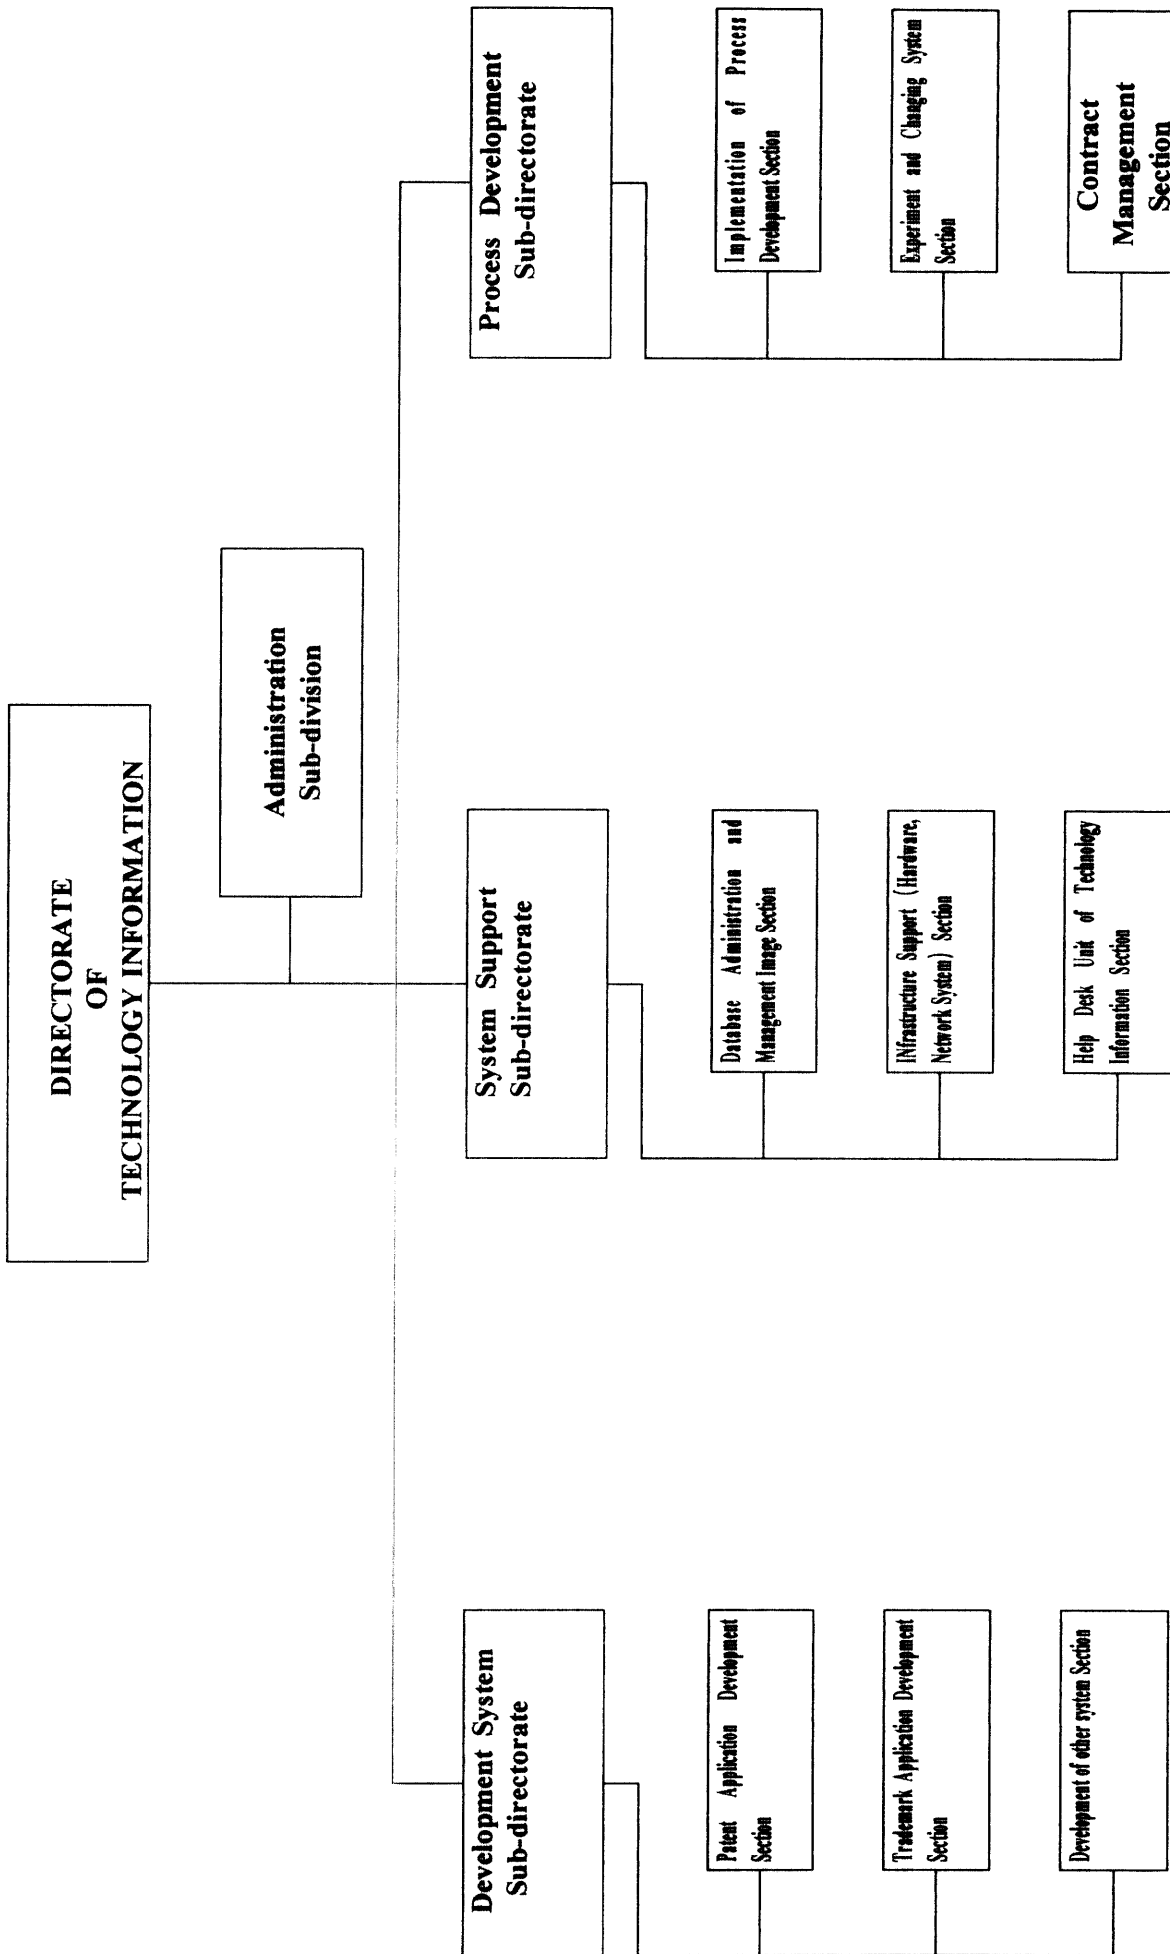 DIRECTORATE
OF
TECHNOLOGY INFORMATION
Administration
Sub-division
Development System
Sub-directorate
Patent Application Development
Section
Trademark Application Development
Section
Development of other system Section
System Support
Sub-directorate
Database Administration and
Management Image Section
INfrastructure Support (Hardware,
Network System) Section
Help Desk Unit of Technology
Information Section
Process Development
Sub-directorate
Implementation of Process
Development Section
Experiment and Changing System
Section
Contract
Management
Section